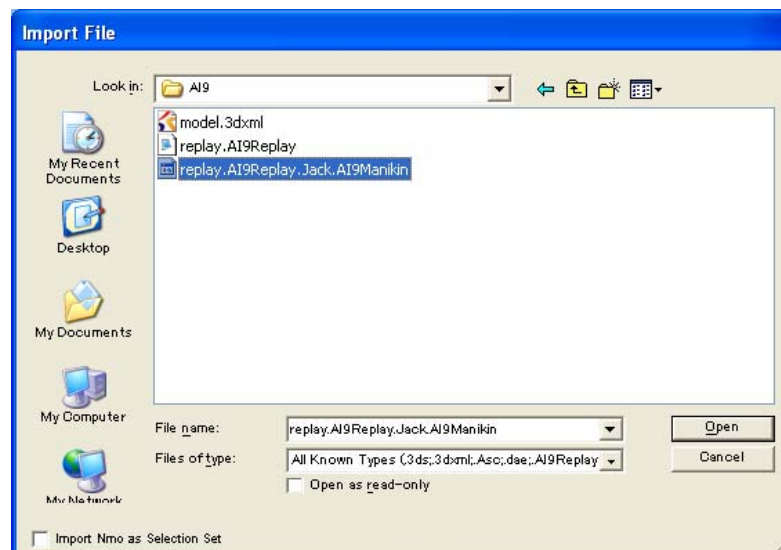 Import File
Look in:
AI9
model.3dxml
replay.AI9Replay
replay.AI9Replay.Jack.AI9Manikin
My Recent
Documents
Desktop
My Documents
My Computer
My Network
File name:
replay.AI9Replay.Jack.AI9Manikin
Open
Files of type:
All Known Types (.3ds;.3dxml;.Asc;.dae;.AI9Replay
Cancel
Open as read-only
Import Nmo as Selection Set